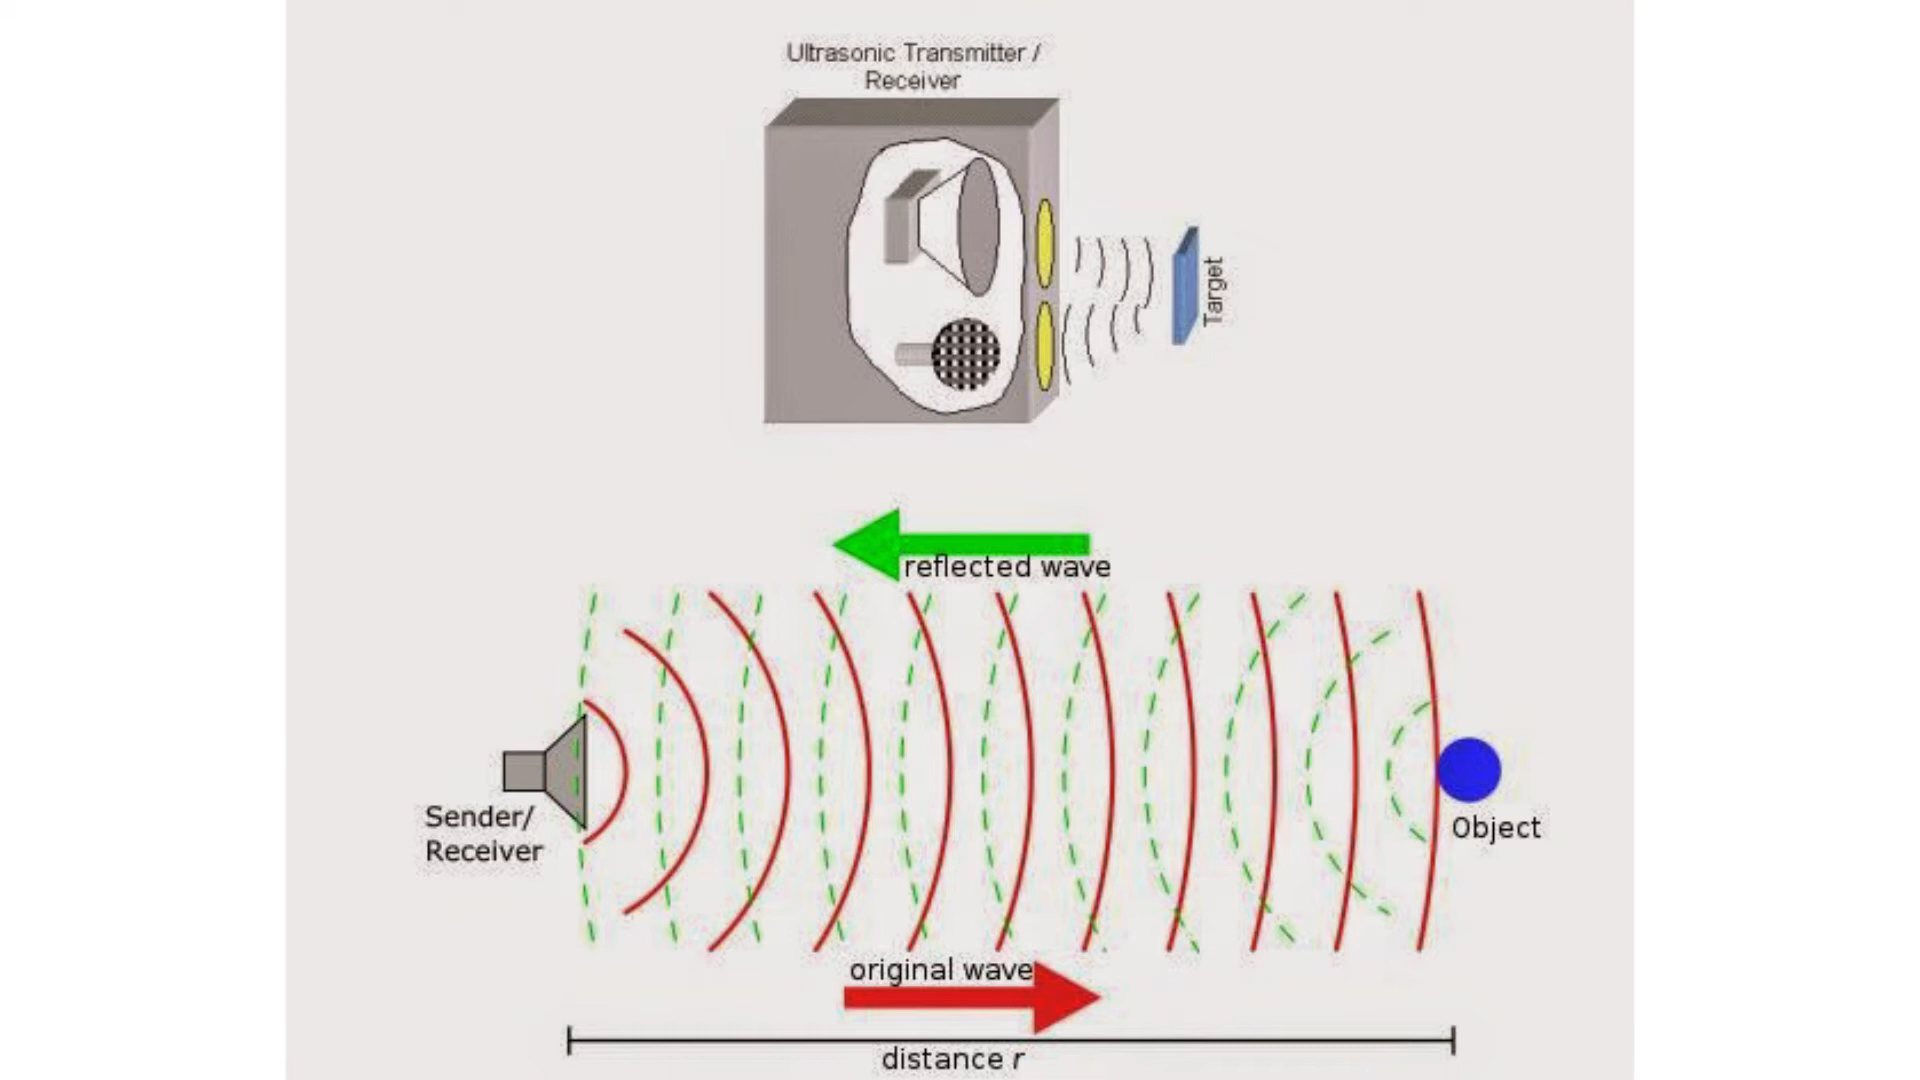 Ultrasonic Transmitter /
Receiver
Target
reflected wave
Sender/
Receiver
Object
original wave
distance r